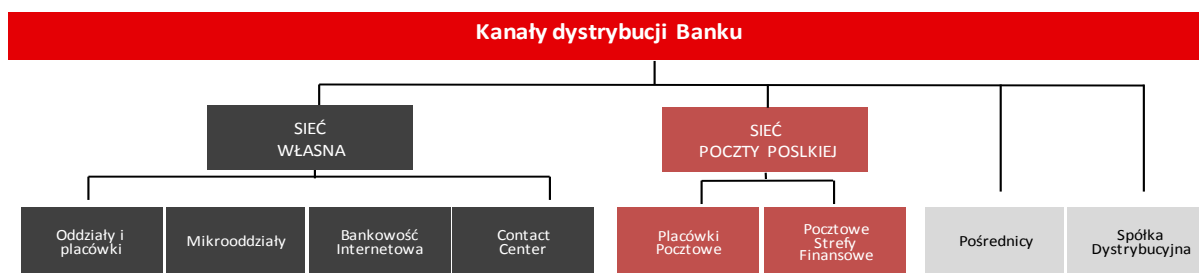 Kanały dystrybucji Banku
SIEĆ
WŁASNA
SIEĆ
POCZTY POSLKIEJ
Oddziały i
placówki
Mikrooddziały
Bankowość
Internetowa
Contact
Center
Placówki
Pocztowe
Pocztowe
Strefy
Finansowe
Pośrednicy
Spółka
Dystrybucyjna